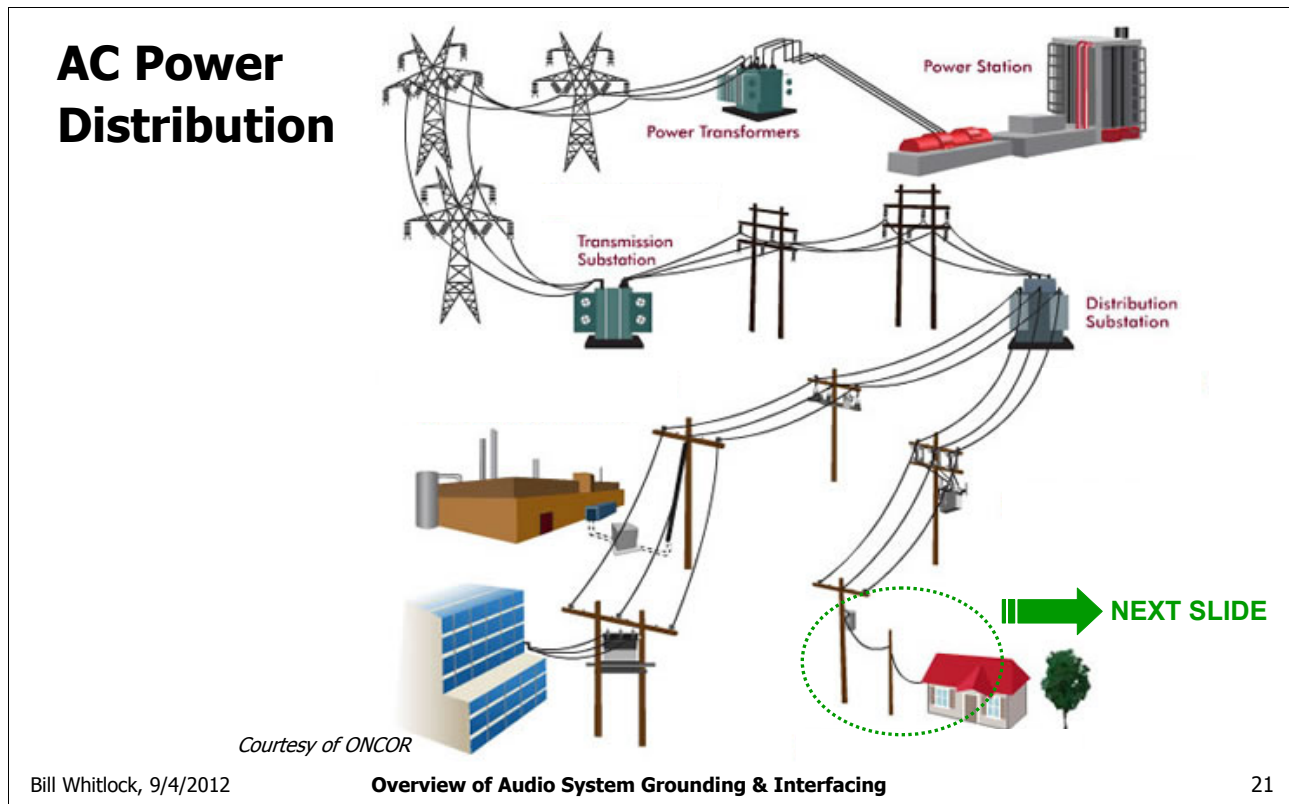 AC Power
Distribution
Power Station
Power Transformers
Transmission
Substation
Distribution
Substation
NEXT SLIDE
Courtesy of ONCOR
Bill Whitlock, 9/4/2012
Overview of Audio System Grounding & Interfacing
21